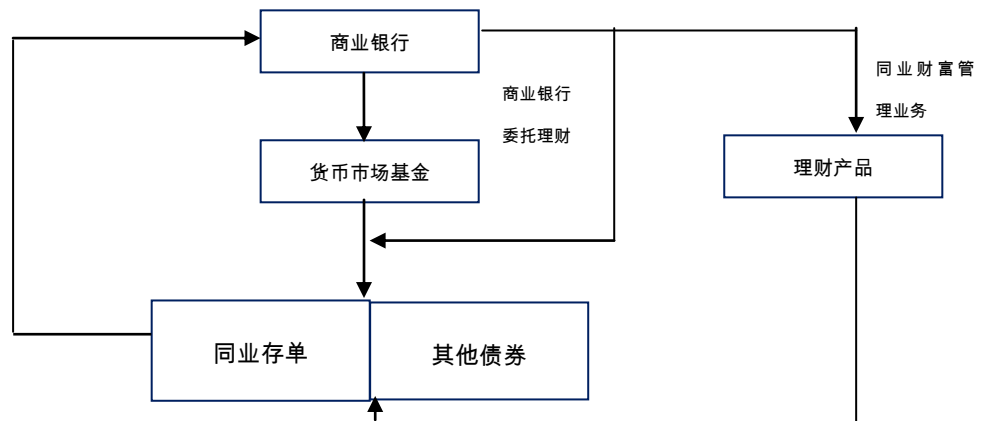 商业银行
同业财富管
理业务
商业银行
委托理财
货币市场基金
理财产品
同业存单
其他债券